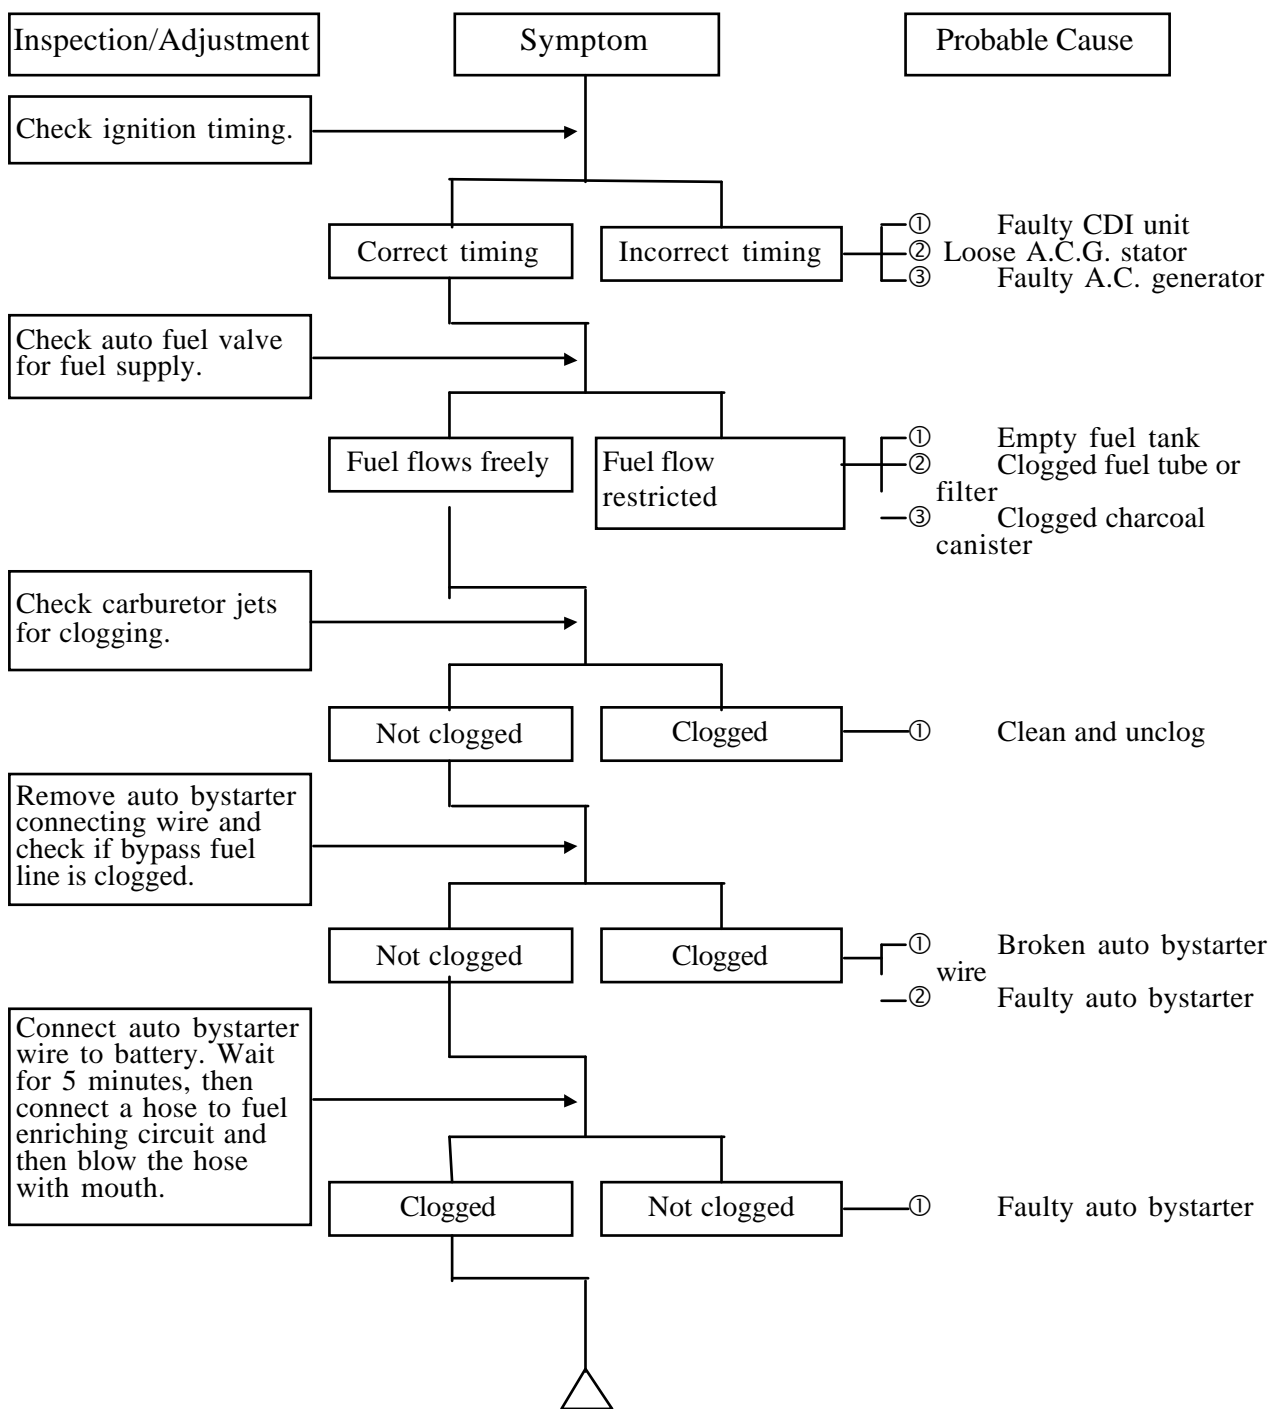 Inspection/Adjustment
Symptom
Probable Cause
Check ignition timing.
Correct timing
Incorrect timing
① Faulty CDI unit
② Loose A.C.G. stator
③ Faulty A.C. generator
Check auto fuel valve
for fuel supply.
Fuel flows freely
Fuel flow
restricted
① Empty fuel tank
② Clogged fuel tube or
filter
③ Clogged charcoal
canister
Check carburetor jets
for clogging.
Not clogged
Clogged
① Clean and unclog
Remove auto bystarter
connecting wire and
check if bypass fuel
line is clogged.
Not clogged
Clogged
① Broken auto bystarter
wire
② Faulty auto bystarter
Connect auto bystarter
wire to battery. Wait
for 5 minutes, then
connect a hose to fuel
enriching circuit and
then blow the hose
with mouth.
Clogged
Not clogged
① Faulty auto bystarter